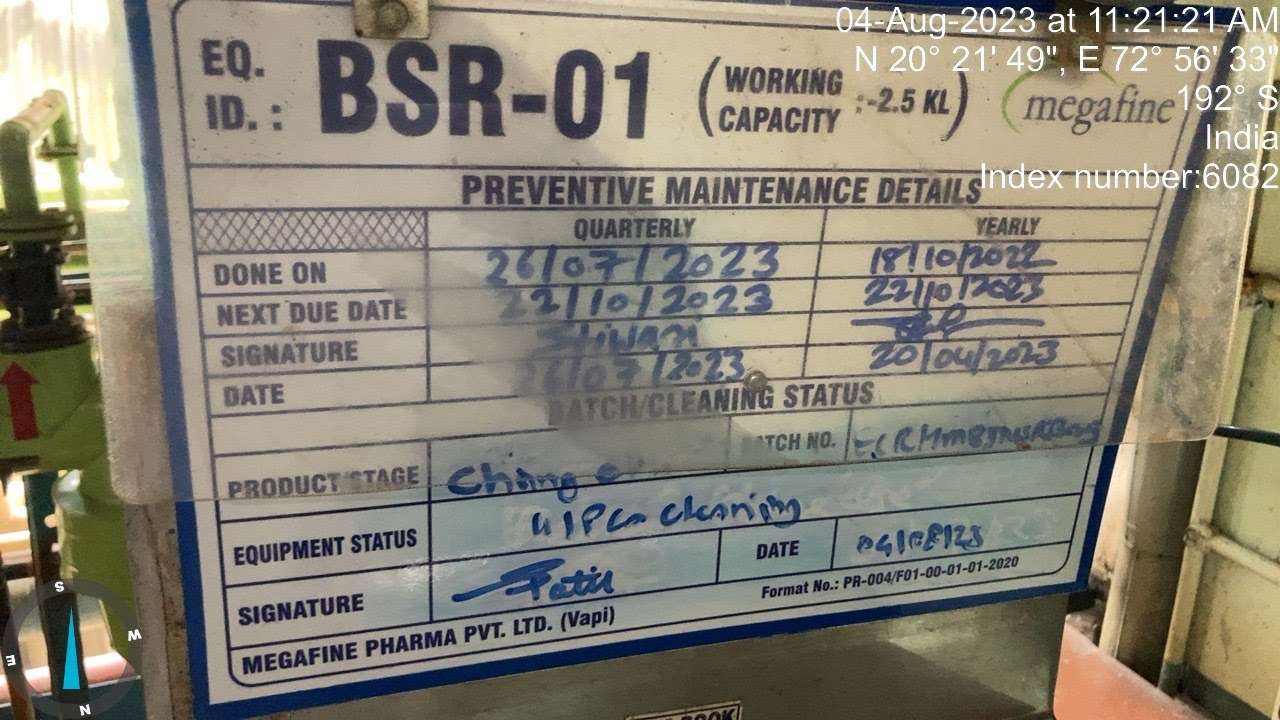 04-Aug-2023 at 11:21:21 AM
N 20° 21' 49", E 72° 56' 33"
192° S
India
Index number:6082
EQ. ID. : BSR-01 (WORKING CAPACITY :-2.5 KL) megafine
PREVENTIVE MAINTENANCE DETAILS
QUARTERLY YEARLY
DONE ON 26/07/2023 18/10/2022
NEXT DUE DATE 22/10/2023 22/10/2023
SIGNATURE Shivani
DATE 26/07/2023 20/04/2023
BATCH/CLEANING STATUS
PRODUCT/STAGE BATCH NO.
EQUIPMENT STATUS cleaning
SIGNATURE Patil DATE 04/08/23
Format No.: PR-004/F01-00-01-01-2020
MEGAFINE PHARMA PVT. LTD. (Vapi)
S
W
E
N
BOOK